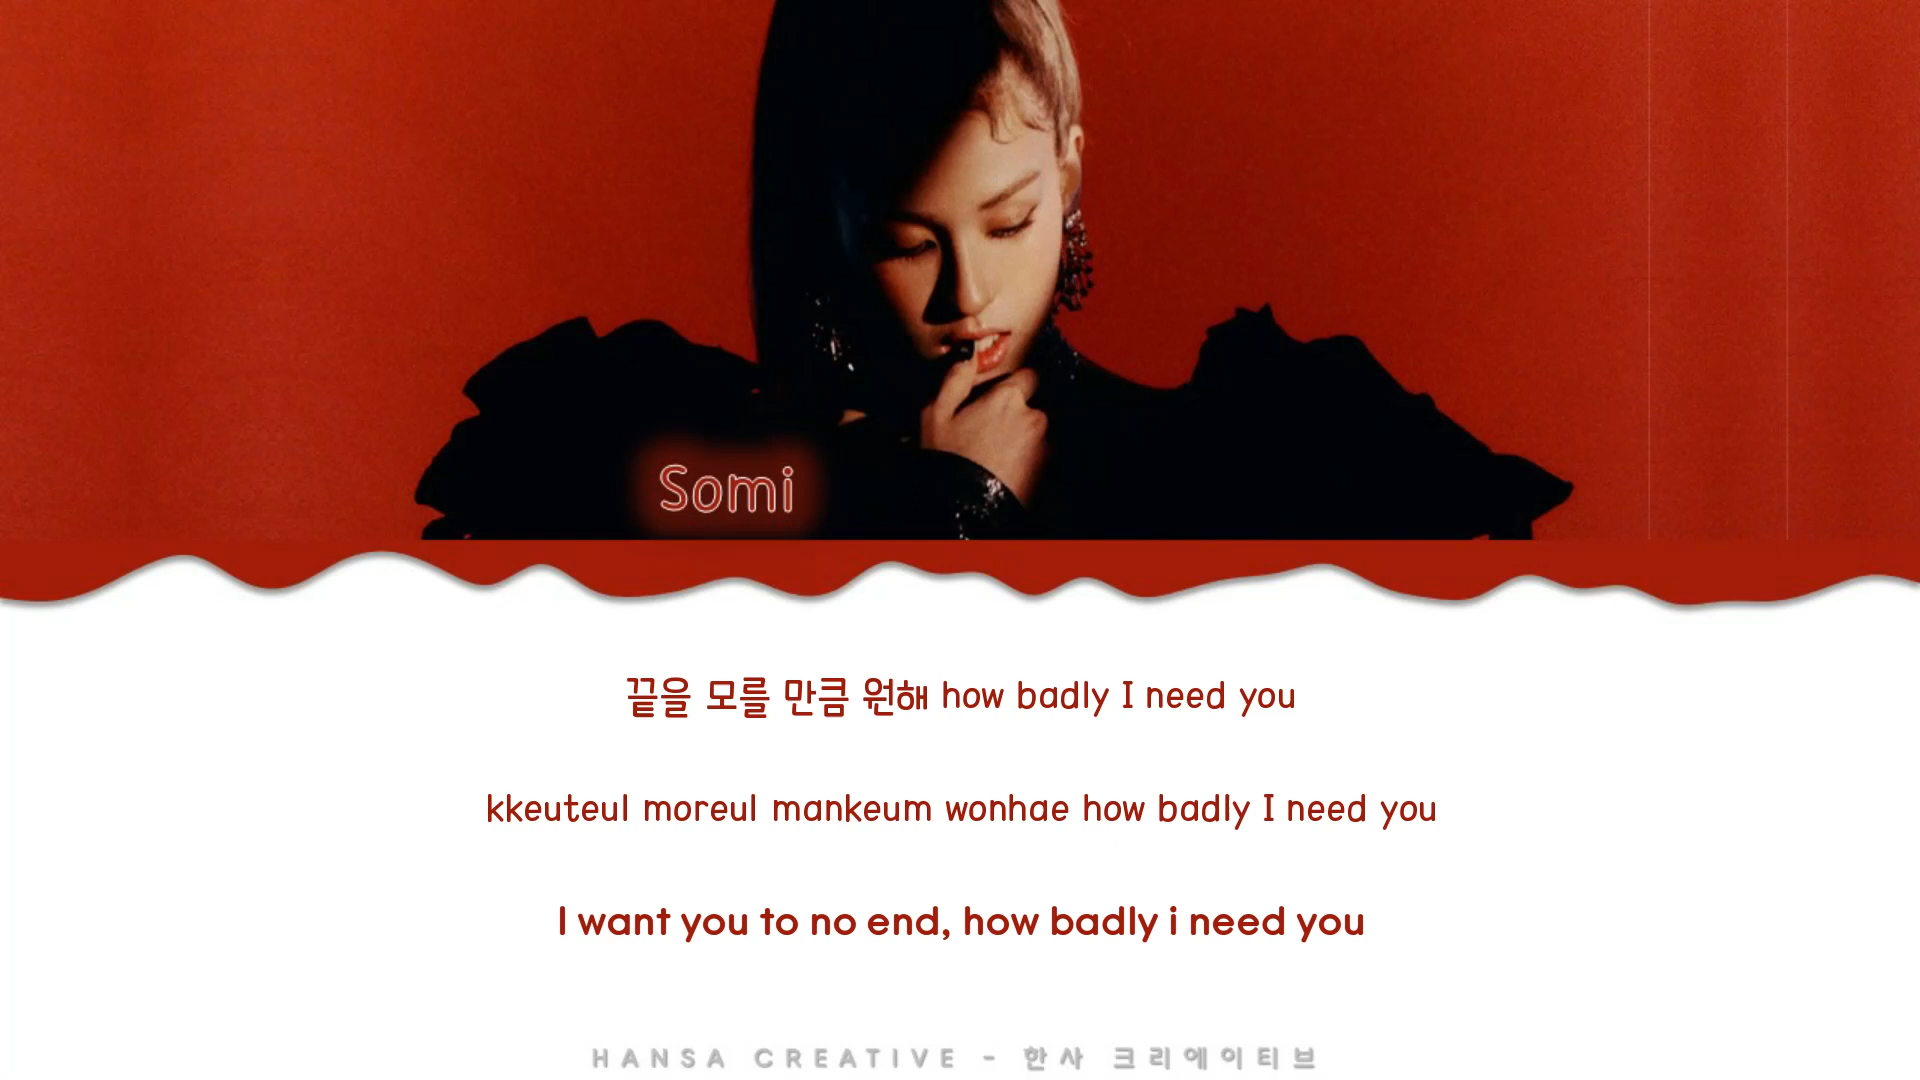 Somi
끝을 모를 만큼 원해 how badly I need you
kkeuteul moreul mankeum wonhae how badly I need you
I want you to no end, how badly i need you
HANSA CREATIVE - 한사 크리에이티브